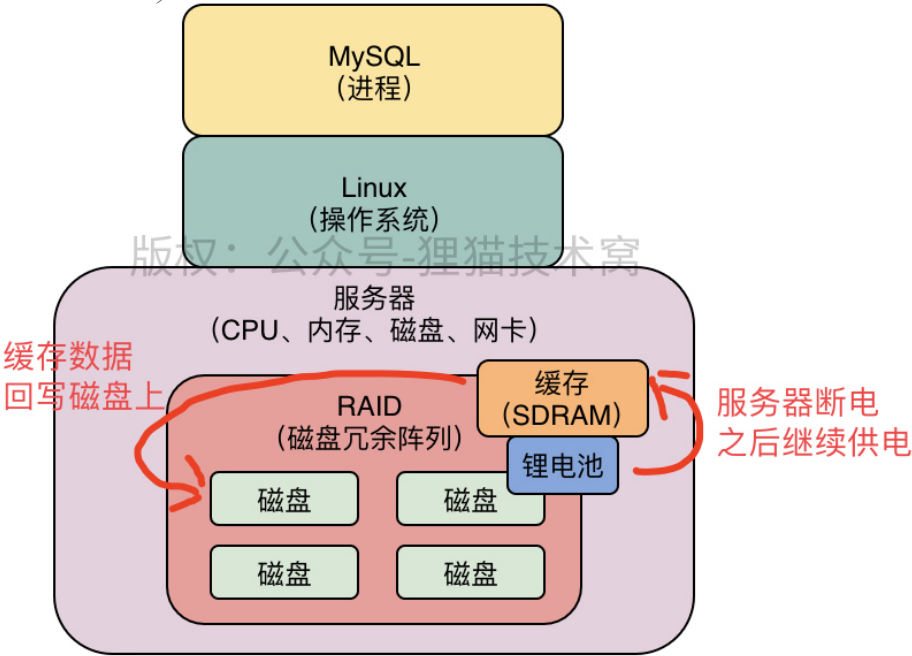 MySQL
（进程）
Linux
（操作系统）
版权：公众号-狸猫技术窝
服务器
（CPU、内存、磁盘、网卡）
缓存数据
回写磁盘上
缓存
（SDRAM）
服务器断电
之后继续供电
RAID
（磁盘冗余阵列）
锂电池
磁盘
磁盘
磁盘
磁盘